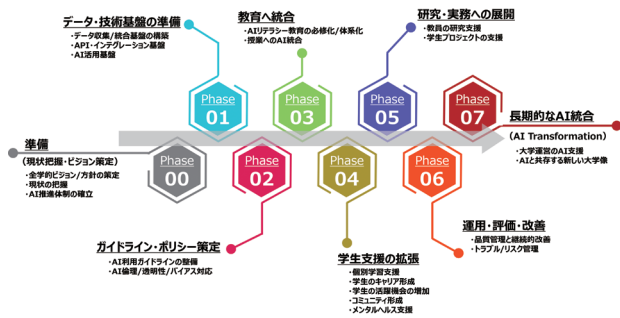 準備
(現状把握・ビジョン策定)
・全学的ビジョン/方針の策定
・現状の把握
・AI推進体制の確立
Phase
00
データ・技術基盤の準備
・データ収集/統合基盤の構築
・API・インテグレーション基盤
・AI活用基盤
Phase
01
ガイドライン・ポリシー策定
・AI利用ガイドラインの整備
・AI倫理/透明性/バイアス対応
Phase
02
教育へ統合
・AIリテラシー教育の必修化/体系化
・授業へのAI統合
Phase
03
学生支援の拡張
・個別学習支援
・学生のキャリア形成
・学生の活躍機会の増加
・コミュニティ形成
・メンタルヘルス支援
Phase
04
研究・実務への展開
・教員の研究支援
・学生プロジェクトの支援
Phase
05
運用・評価・改善
・品質管理と継続的改善
・トラブル/リスク管理
Phase
06
長期的なAI統合
(AI Transformation)
・大学運営のAI支援
・AIと共存する新しい大学像
Phase
07